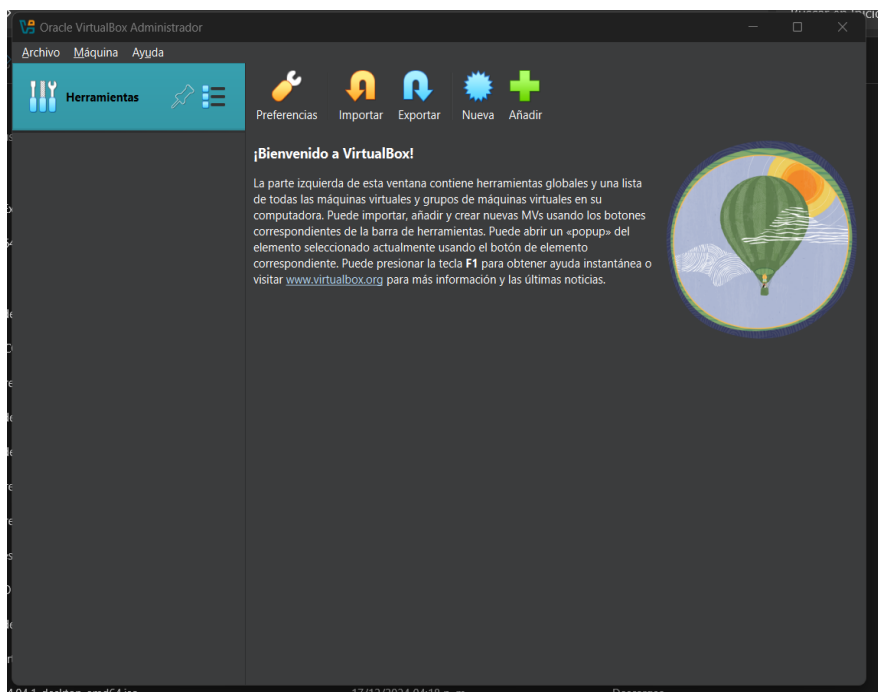 Oracle VirtualBox Administrador
Archivo Máquina Ayuda
Herramientas
Preferencias Importar Exportar Nueva Añadir
¡Bienvenido a VirtualBox!
La parte izquierda de esta ventana contiene herramientas globales y una lista
de todas las máquinas virtuales y grupos de máquinas virtuales en su
computadora. Puede importar, añadir y crear nuevas MVs usando los botones
correspondientes de la barra de herramientas. Puede abrir un «popup» del
elemento seleccionado actualmente usando el botón de elemento
correspondiente. Puede presionar la tecla F1 para obtener ayuda instantánea o
visitar www.virtualbox.org para más información y las últimas noticias.